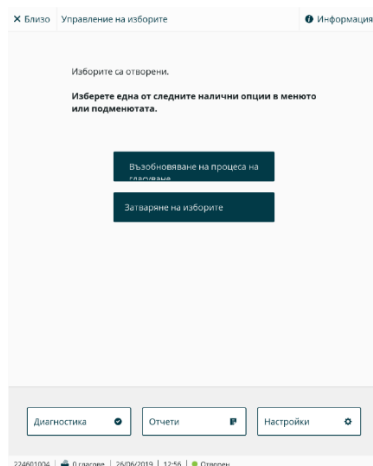 ✕ Близо Управление на изборите Информация
Изборите са отворени.
Изберете една от следните налични опции в менюто
или подменютата.
Възобновяване на процеса на
гласуване
Затваряне на изборите
Диагностика Отчети Настройки
224601004 | 0 гласове | 26/06/2019 | 12:56 | Отворен